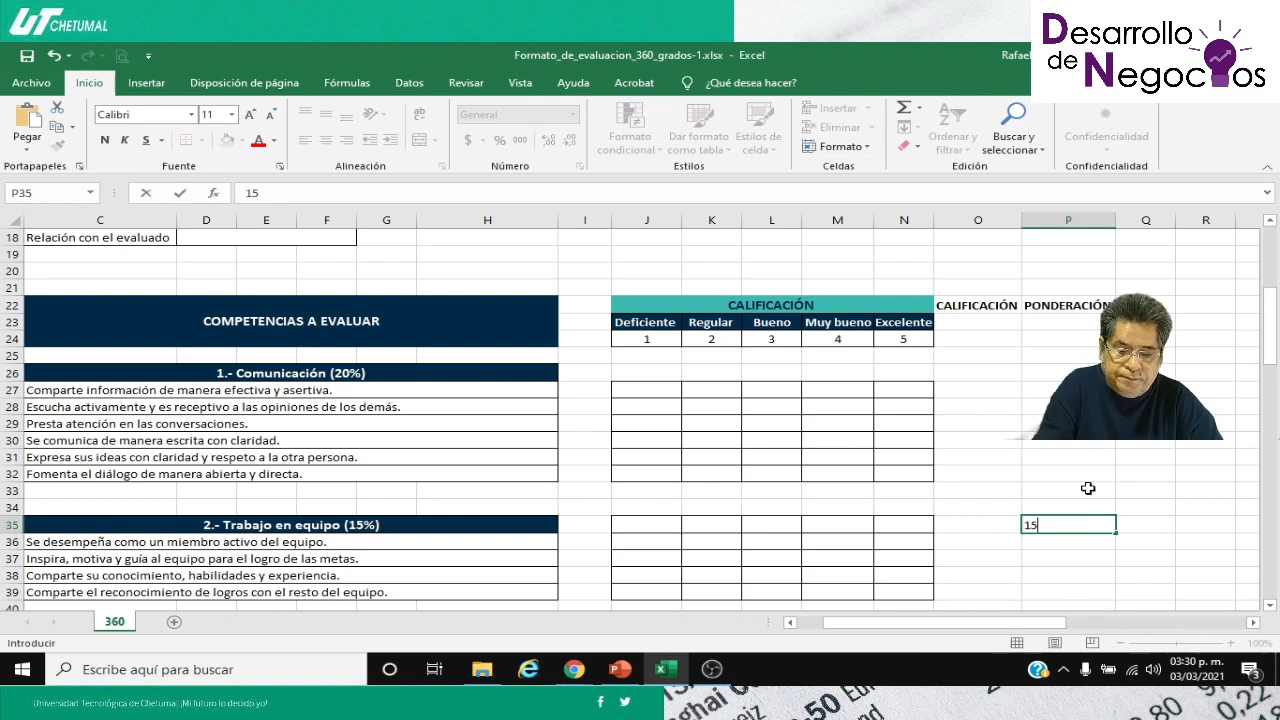 UT CHETUMAL
Desarrollo
de
Negocios
Formato_de_evaluacion_360_grados-1.xlsx - Excel
Rafael
Archivo Inicio Insertar Disposición de página Fórmulas Datos Revisar Vista Ayuda Acrobat ¿Qué desea hacer?
Pegar
Calibri 11
N K S
General
$ % 000
Formato condicional
Dar formato como tabla
Estilos de celda
Insertar
Eliminar
Formato
Ordenar y filtrar
Buscar y seleccionar
Confidencialidad
Portapapeles Fuente Alineación Número Estilos Celdas Edición Confidencialidad
P35 fx 15
C D E F G H I J K L M N O P Q R
18 Relación con el evaluado
19
20
21
22 CALIFICACIÓN CALIFICACIÓN PONDERACIÓN
23 COMPETENCIAS A EVALUAR Deficiente Regular Bueno Muy bueno Excelente
24 1 2 3 4 5
25
26 1.- Comunicación (20%)
27 Comparte información de manera efectiva y asertiva.
28 Escucha activamente y es receptivo a las opiniones de los demás.
29 Presta atención en las conversaciones.
30 Se comunica de manera escrita con claridad.
31 Expresa sus ideas con claridad y respeto a la otra persona.
32 Fomenta el diálogo de manera abierta y directa.
33
34
35 2.- Trabajo en equipo (15%) 15
36 Se desempeña como un miembro activo del equipo.
37 Inspira, motiva y guía al equipo para el logro de las metas.
38 Comparte su conocimiento, habilidades y experiencia.
39 Comparte el reconocimiento de logros con el resto del equipo.
40
360
Introducir 100%
Escribe aquí para buscar
03:30 p. m.
03/03/2021
3
Universidad Tecnológica de Chetumal ¡Mi futuro lo decido yo!